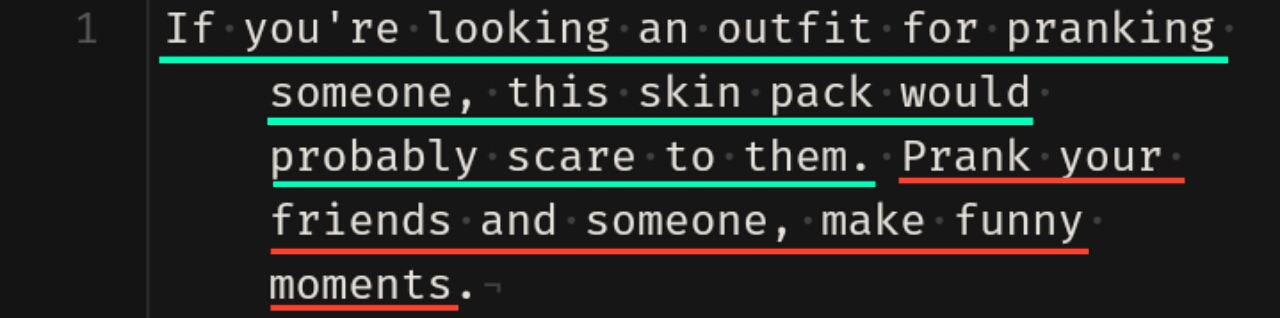 1 If you're looking an outfit for pranking
someone, this skin pack would
probably scare to them. Prank your
friends and someone, make funny
moments.¬